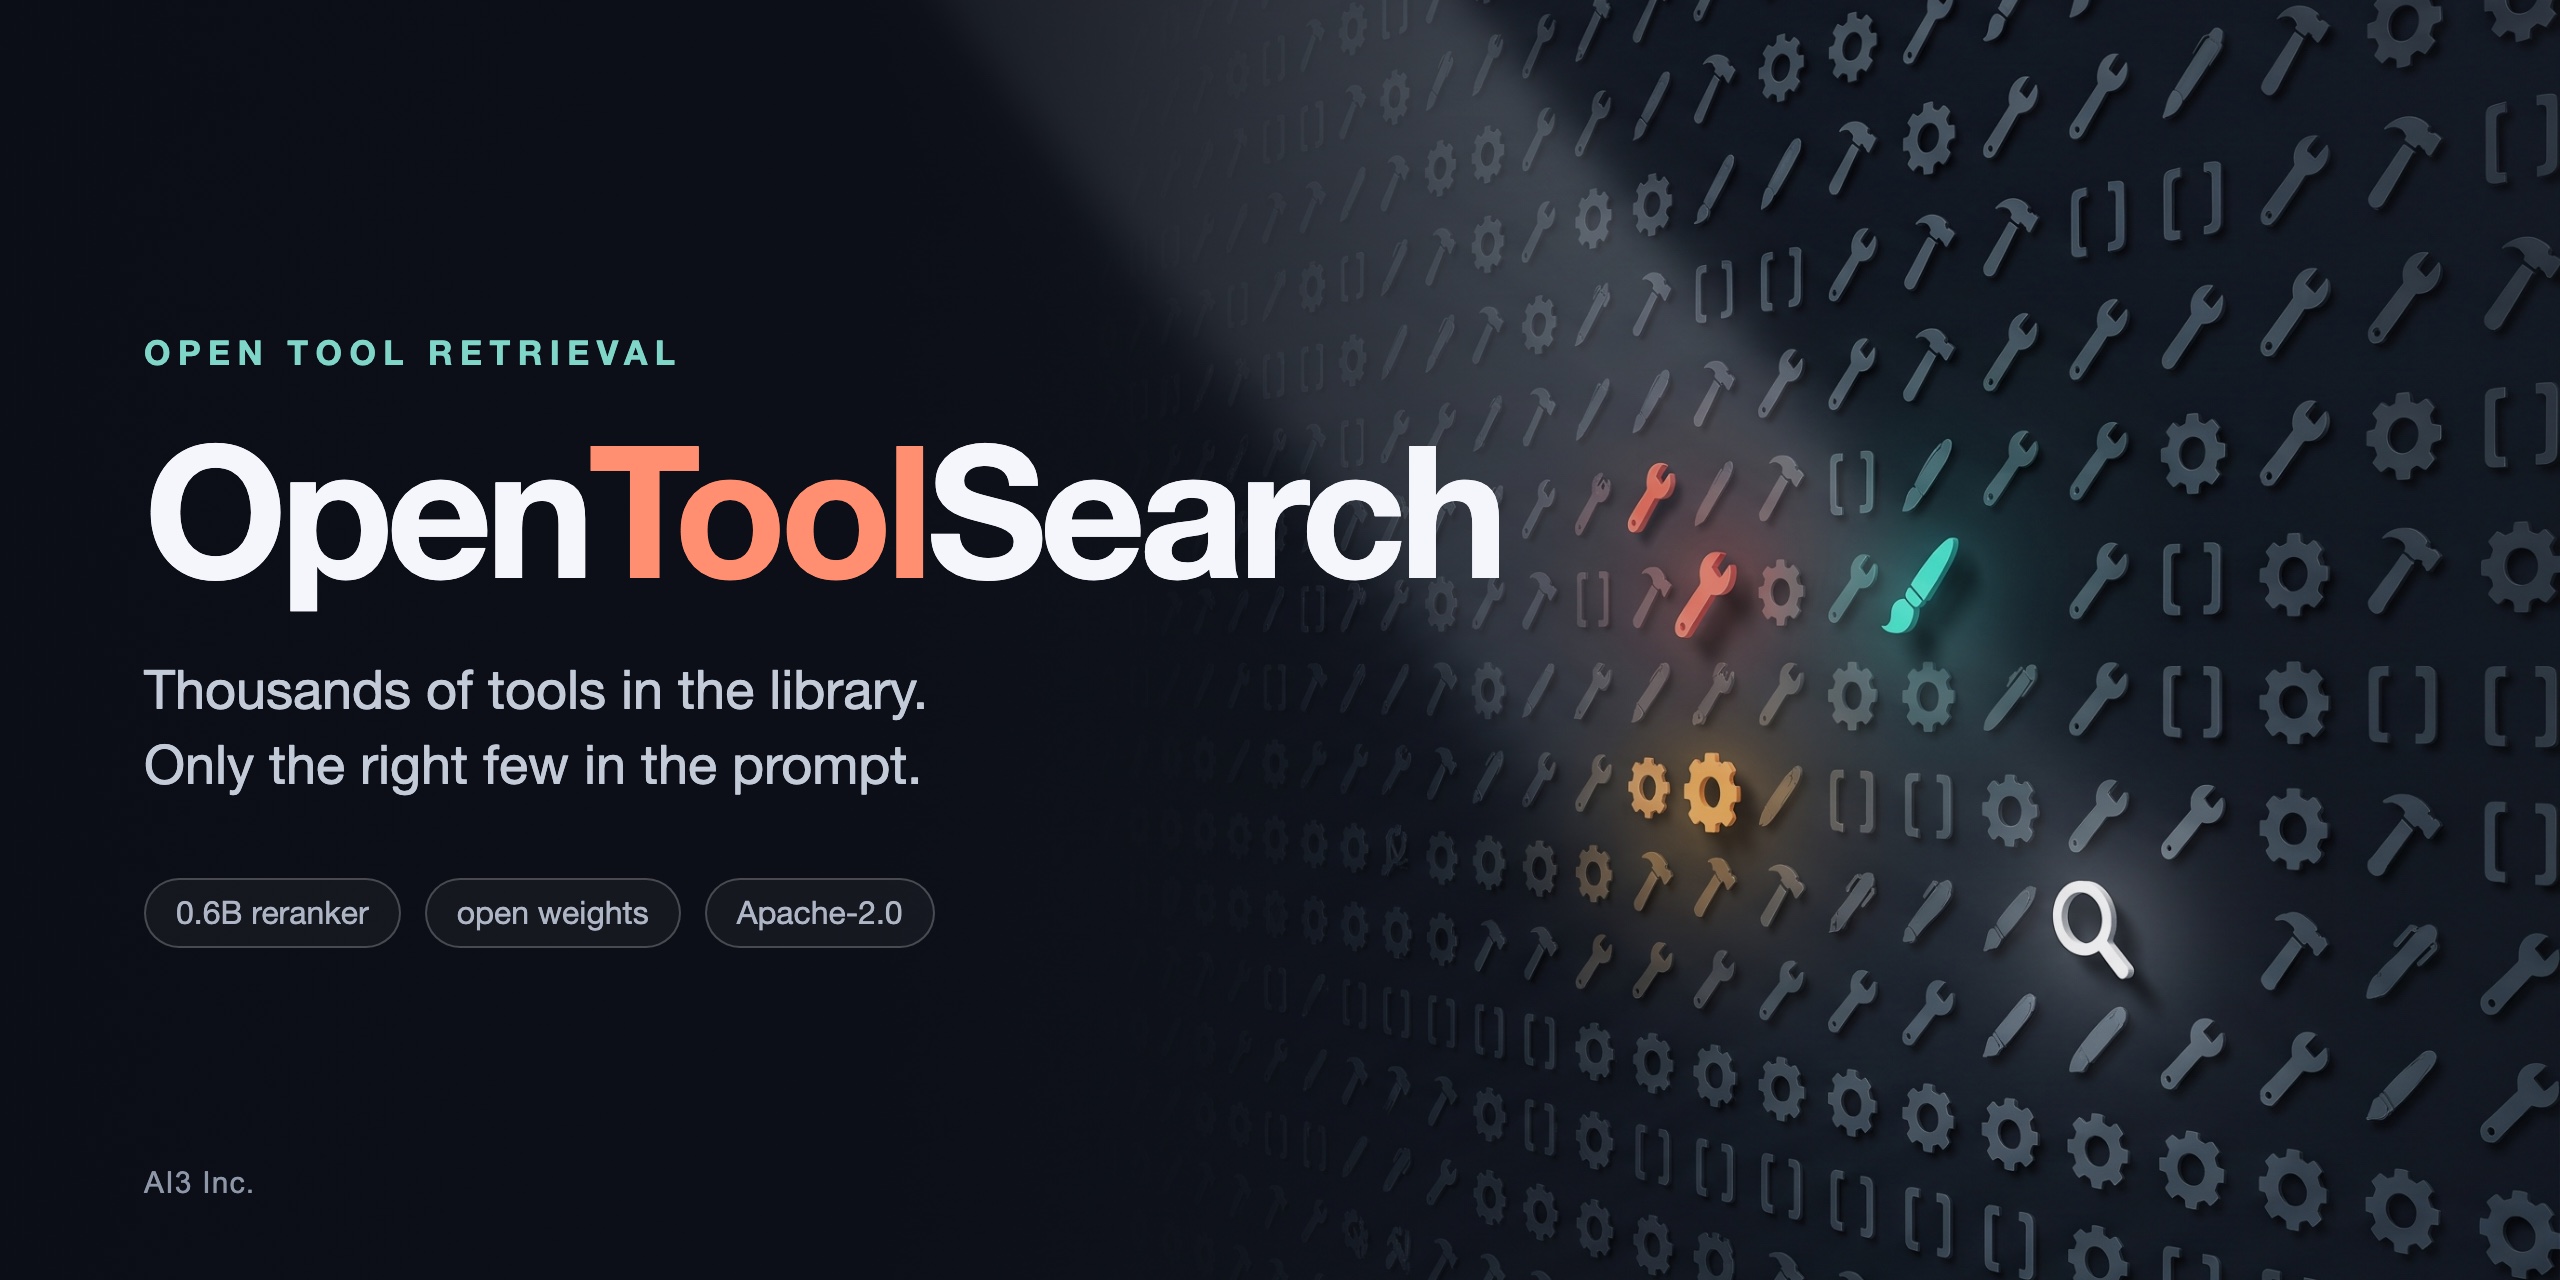 OPEN TOOL RETRIEVAL
OpenToolSearch
Thousands of tools in the library.
Only the right few in the prompt.
0.6B reranker
open weights
Apache-2.0
AI3 Inc.